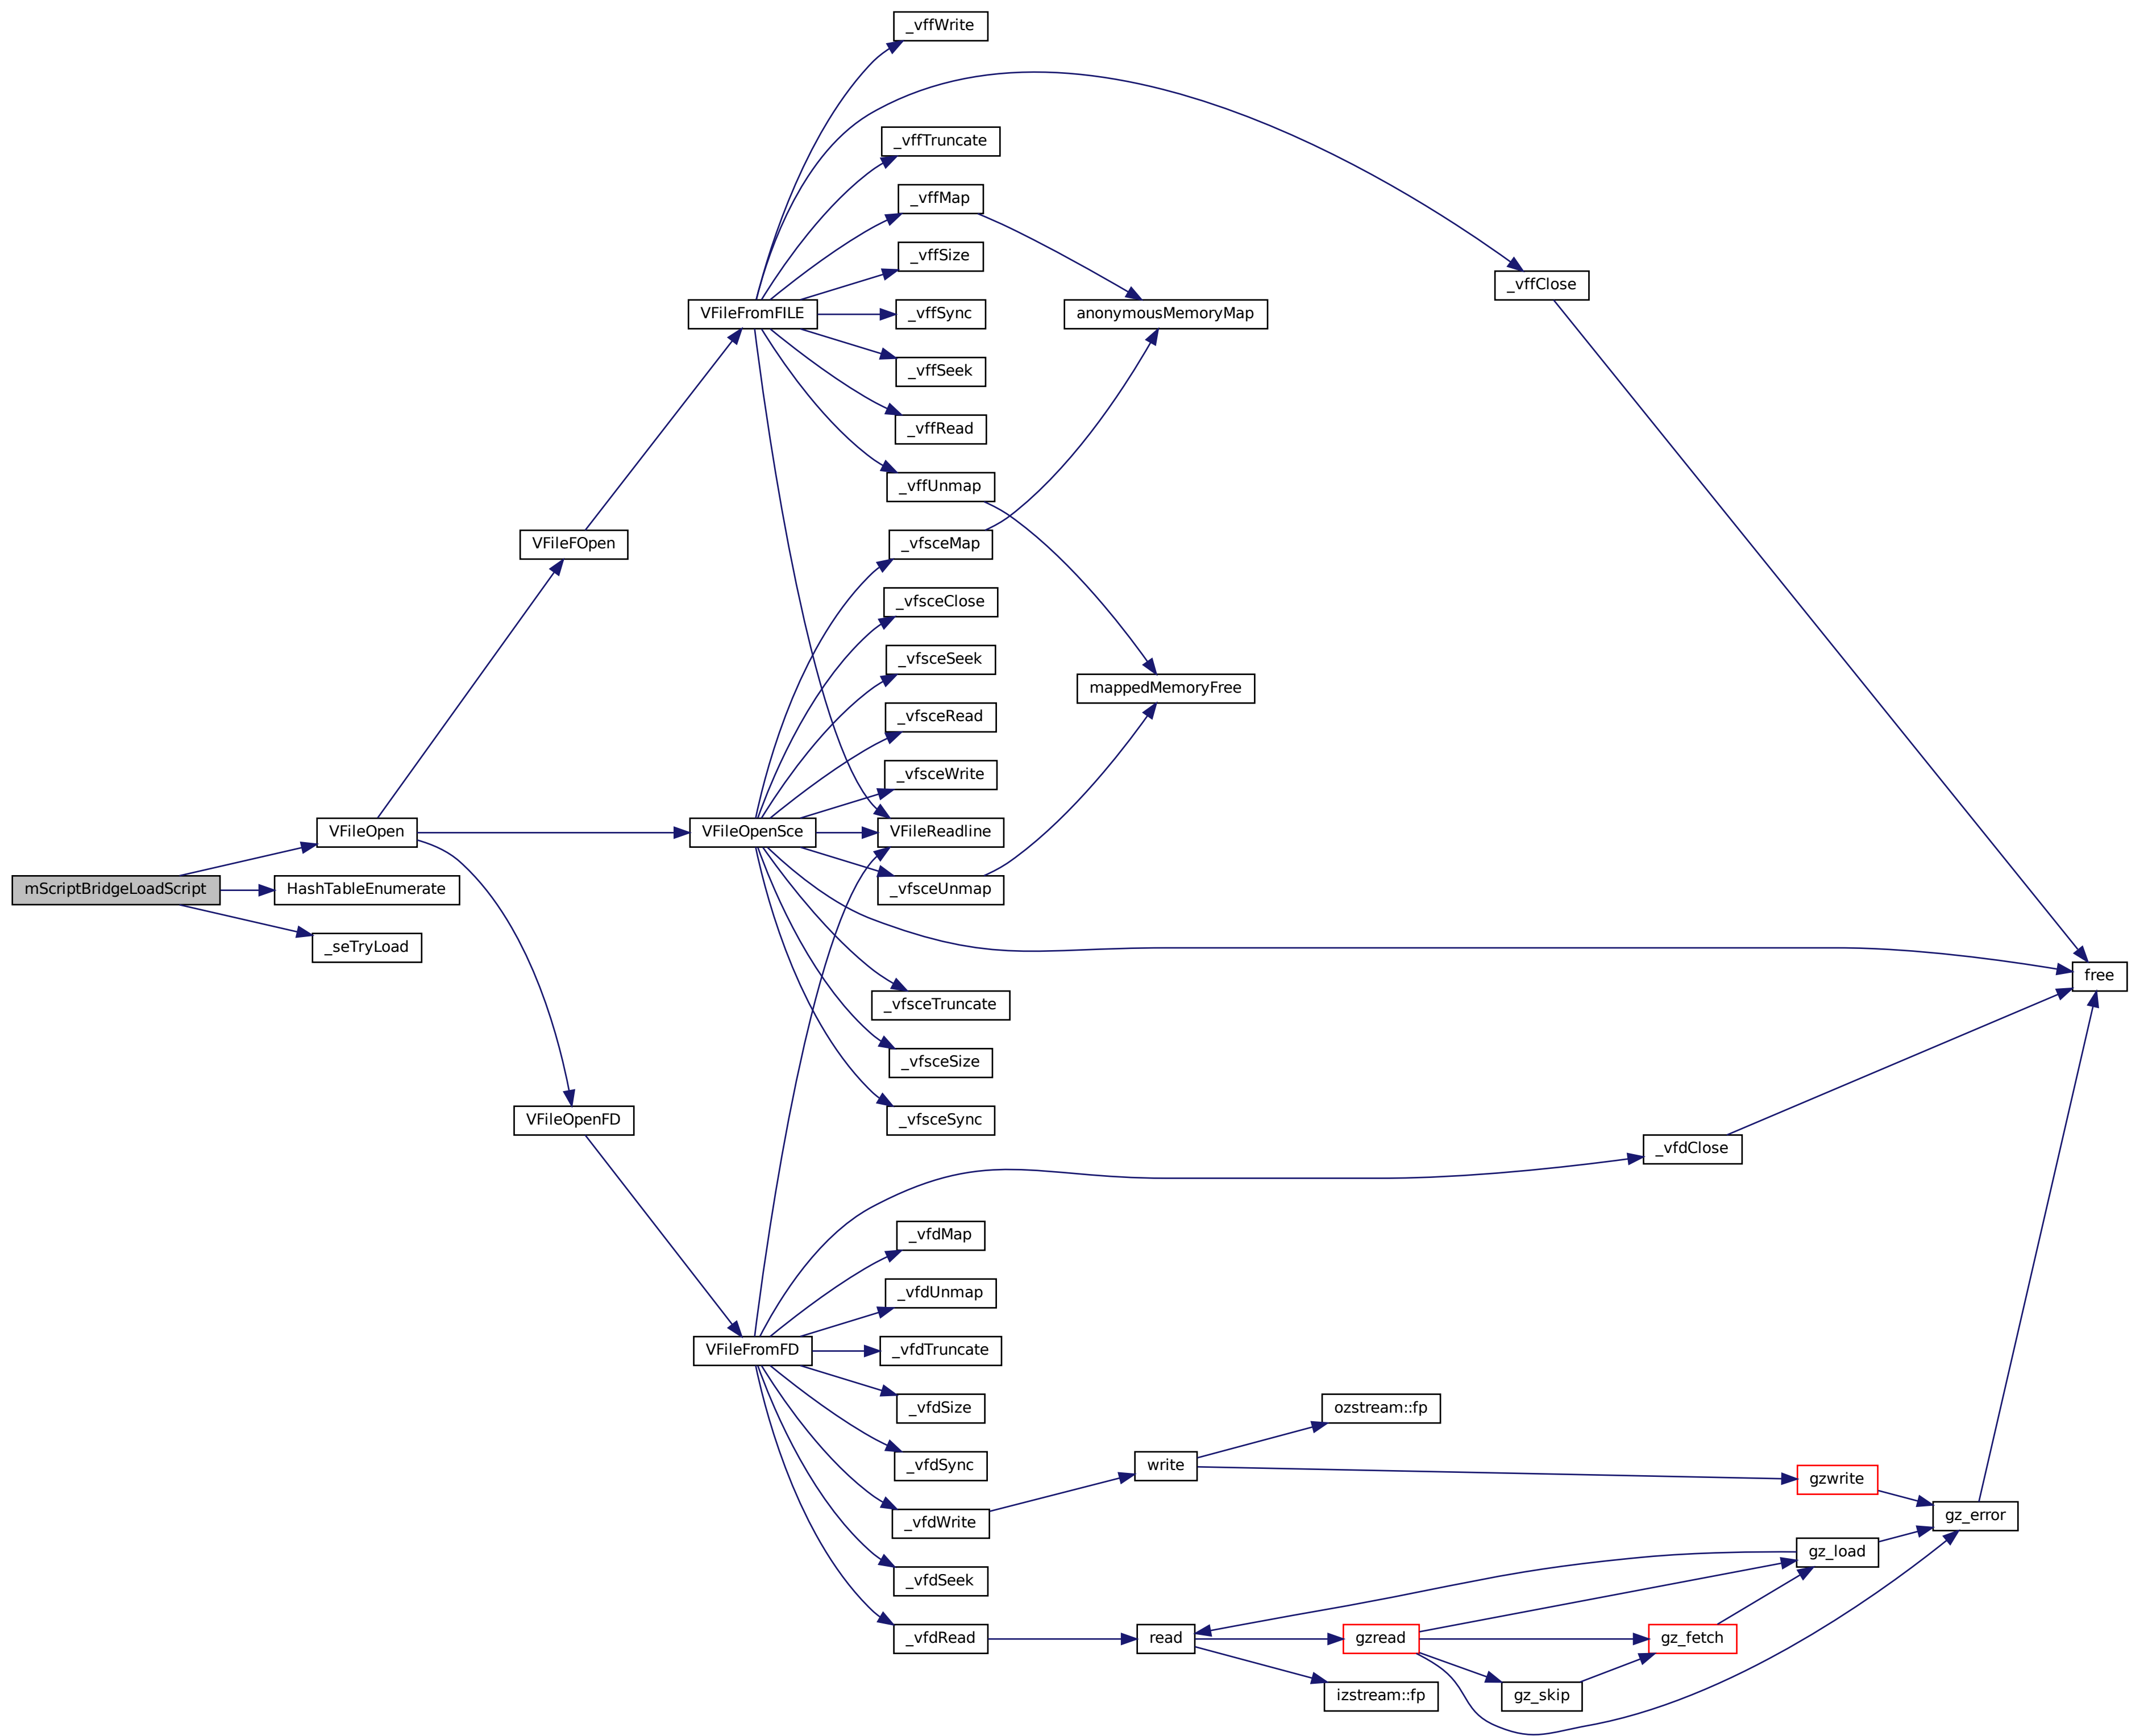 _vffWrite
_vffTruncate
_vffMap
_vffSize
_vffClose
VFileFromFILE
_vffSync
anonymousMemoryMap
_vffSeek
_vffRead
_vffUnmap
VFileFOpen
_vfsceMap
_vfsceClose
_vfsceSeek
mappedMemoryFree
_vfsceRead
_vfsceWrite
VFileOpen
VFileOpenSce
VFileReadline
mScriptBridgeLoadScript
HashTableEnumerate
_vfsceUnmap
_seTryLoad
free
_vfsceTruncate
_vfsceSize
VFileOpenFD
_vfsceSync
_vfdClose
_vfdMap
_vfdUnmap
VFileFromFD
_vfdTruncate
_vfdSize
ozstream::fp
_vfdSync
write
gzwrite
_vfdWrite
gz_error
gz_load
_vfdSeek
_vfdRead
read
gzread
gz_fetch
izstream::fp
gz_skip